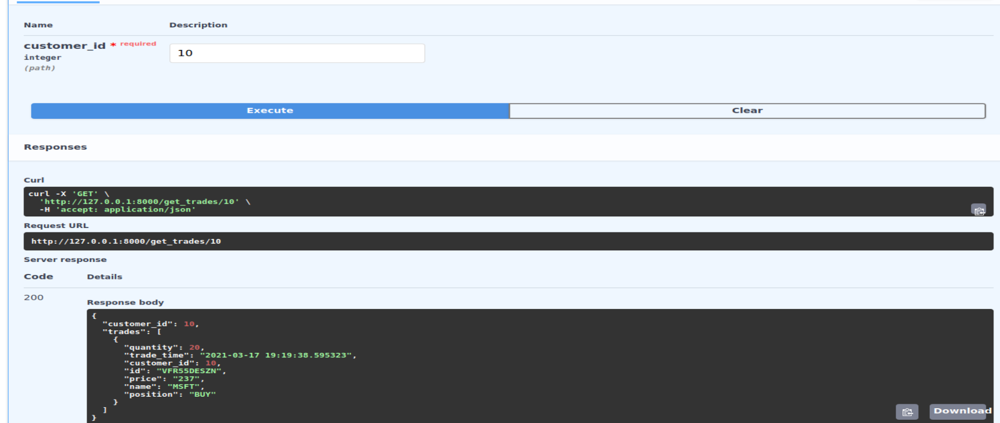 Name Description
customer_id * required
integer
(path)
10
Execute Clear
Responses
Curl
curl -X 'GET' \
  'http://127.0.0.1:8000/get_trades/10' \
  -H 'accept: application/json'
Request URL
http://127.0.0.1:8000/get_trades/10
Server response
Code Details
200
Response body
{
  "customer_id": 10,
  "trades": [
    {
      "quantity": 20,
      "trade_time": "2021-03-17 19:19:38.595323",
      "customer_id": 10,
      "id": "VFR55DESZN",
      "price": "237",
      "name": "MSFT",
      "position": "BUY"
    }
  ]
}
Download